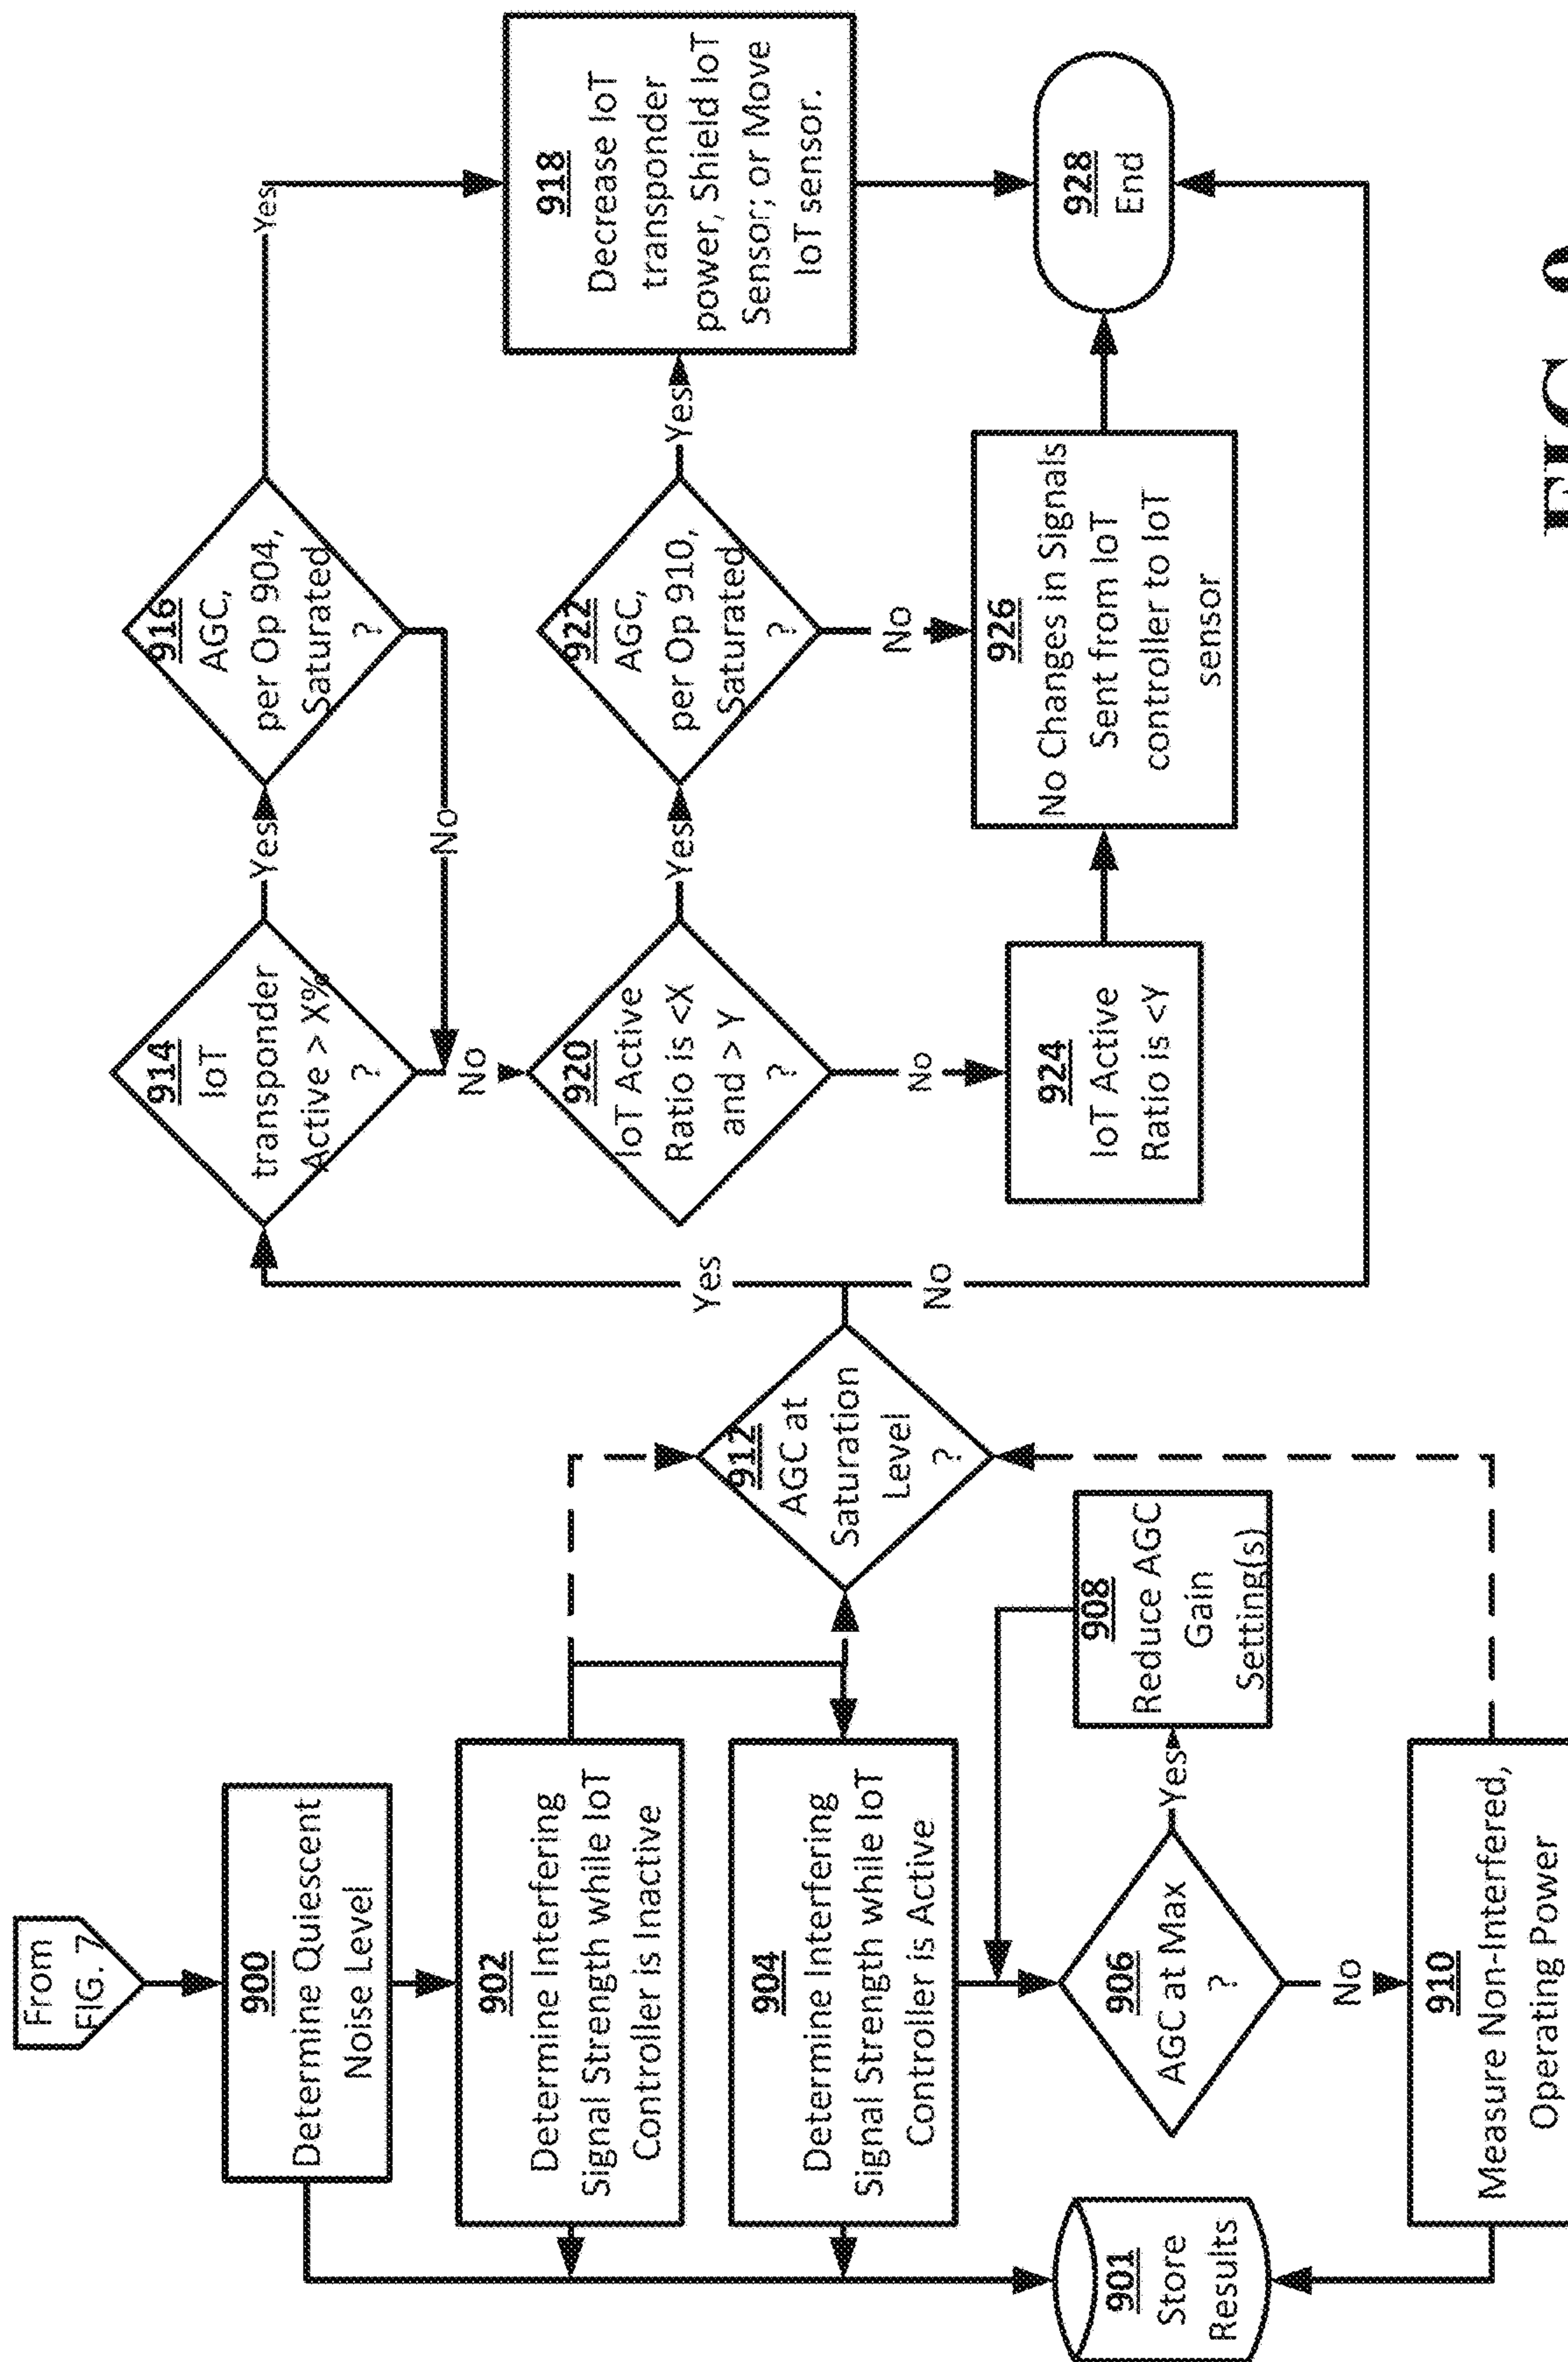 From
FIG. 7
900
Determine Quiescent
Noise Level
902
Determine Interfering
Signal Strength while IoT
Controller is Inactive
904
Determine Interfering
Signal Strength while IoT
Controller is Active
901
Store
Results
906
AGC at Max
?
Yes
No
908
Reduce AGC
Gain
Setting(s)
910
Measure Non-Interfered,
Operating Power
912
AGC at
Saturation
Level
?
Yes
No
914
IoT
transponder
Active > X%
?
Yes
No
916
AGC,
per Op 904,
Saturated
?
Yes
No
918
Decrease IoT
transponder
power, Shield IoT
Sensor; or Move
IoT sensor.
920
IoT Active
Ratio is <X
and > Y
?
Yes
No
922
AGC,
per Op 910,
Saturated
?
Yes
No
924
IoT Active
Ratio is <Y
926
No Changes in Signals
Sent from IoT
controller to IoT
sensor
928
End